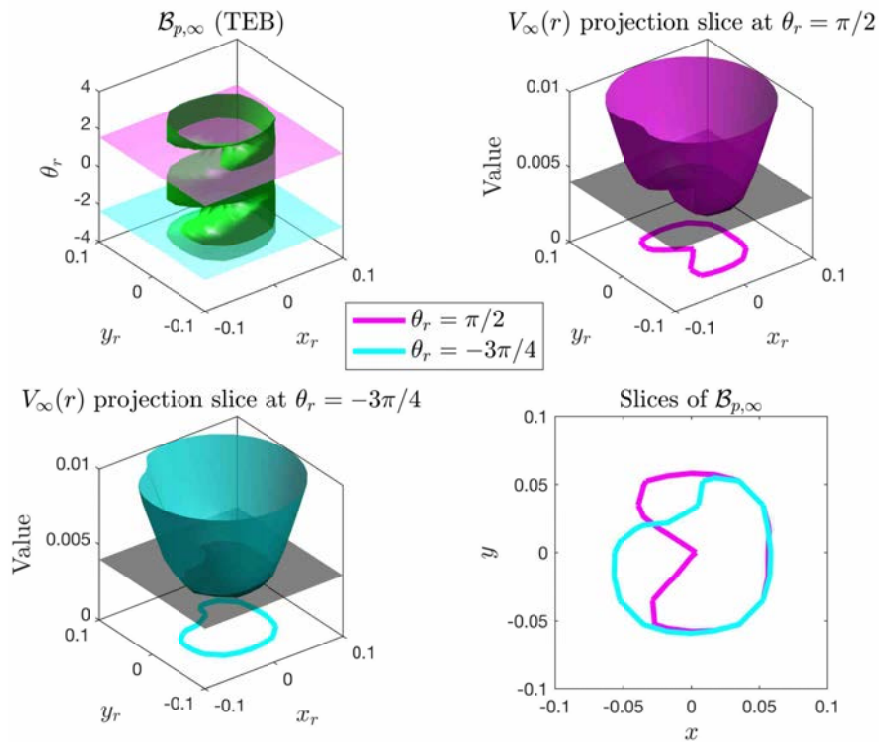 $\mathcal{B}_{p,\infty}$ (TEB)
4
2
0
-2
-4
$\theta_r$
0.1
0
-0.1
$y_r$
-0.1
0
0.1
$x_r$
$V_\infty(r)$ projection slice at $\theta_r = \pi/2$
0.01
0.005
0
Value
0.1
0
-0.1
$y_r$
-0.1
0
0.1
$x_r$
$\theta_r = \pi/2$
$\theta_r = -3\pi/4$
$V_\infty(r)$ projection slice at $\theta_r = -3\pi/4$
0.01
0.005
0
Value
0.1
0
-0.1
$y_r$
-0.1
0
0.1
$x_r$
Slices of $\mathcal{B}_{p,\infty}$
0.1
0.05
0
-0.05
-0.1
$y$
-0.1
-0.05
0
0.05
0.1
$x$